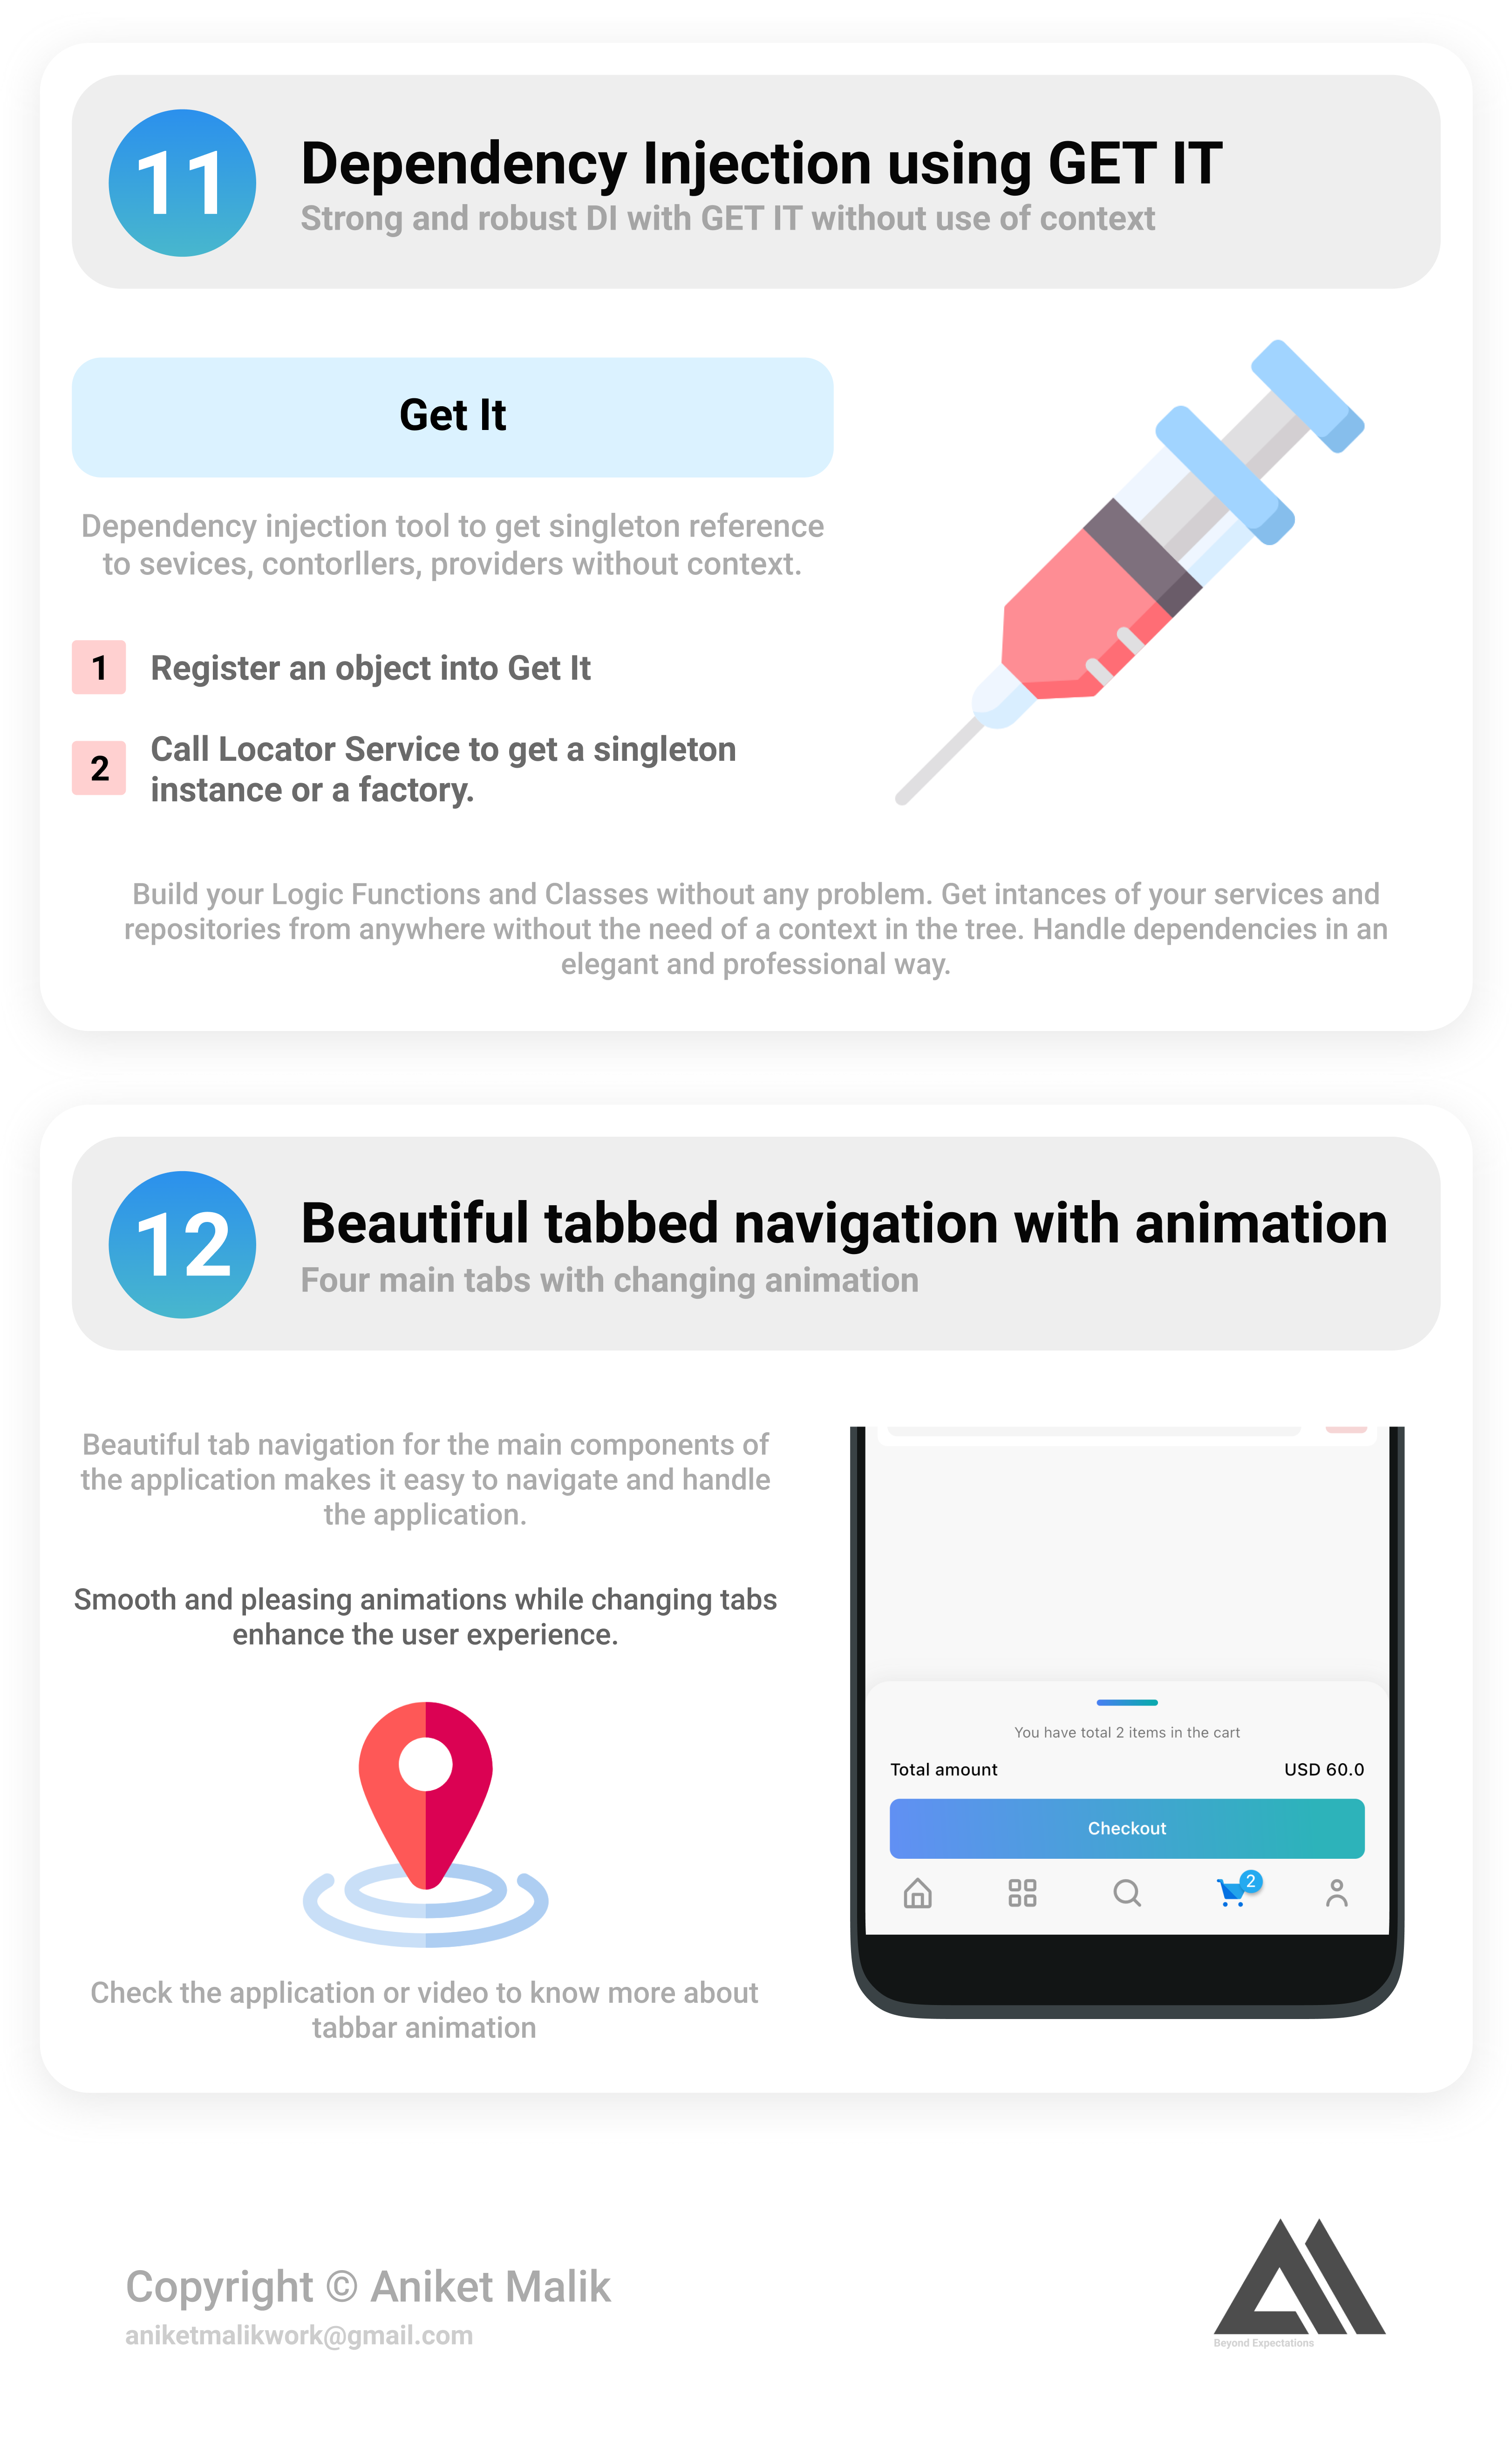 11
Dependency Injection using GET IT
Strong and robust DI with GET IT without use of context
Get It
Dependency injection tool to get singleton reference
to sevices, contorllers, providers without context.
1
Register an object into Get It
2
Call Locator Service to get a singleton
instance or a factory.
Build your Logic Functions and Classes without any problem. Get intances of your services and
repositories from anywhere without the need of a context in the tree. Handle dependencies in an
elegant and professional way.
12
Beautiful tabbed navigation with animation
Four main tabs with changing animation
Beautiful tab navigation for the main components of
the application makes it easy to navigate and handle
the application.
Smooth and pleasing animations while changing tabs
enhance the user experience.
Check the application or video to know more about
tabbar animation
You have total 2 items in the cart
Total amount USD 60.0
Checkout
2
Copyright © Aniket Malik
aniketmalikwork@gmail.com
Beyond Expectations